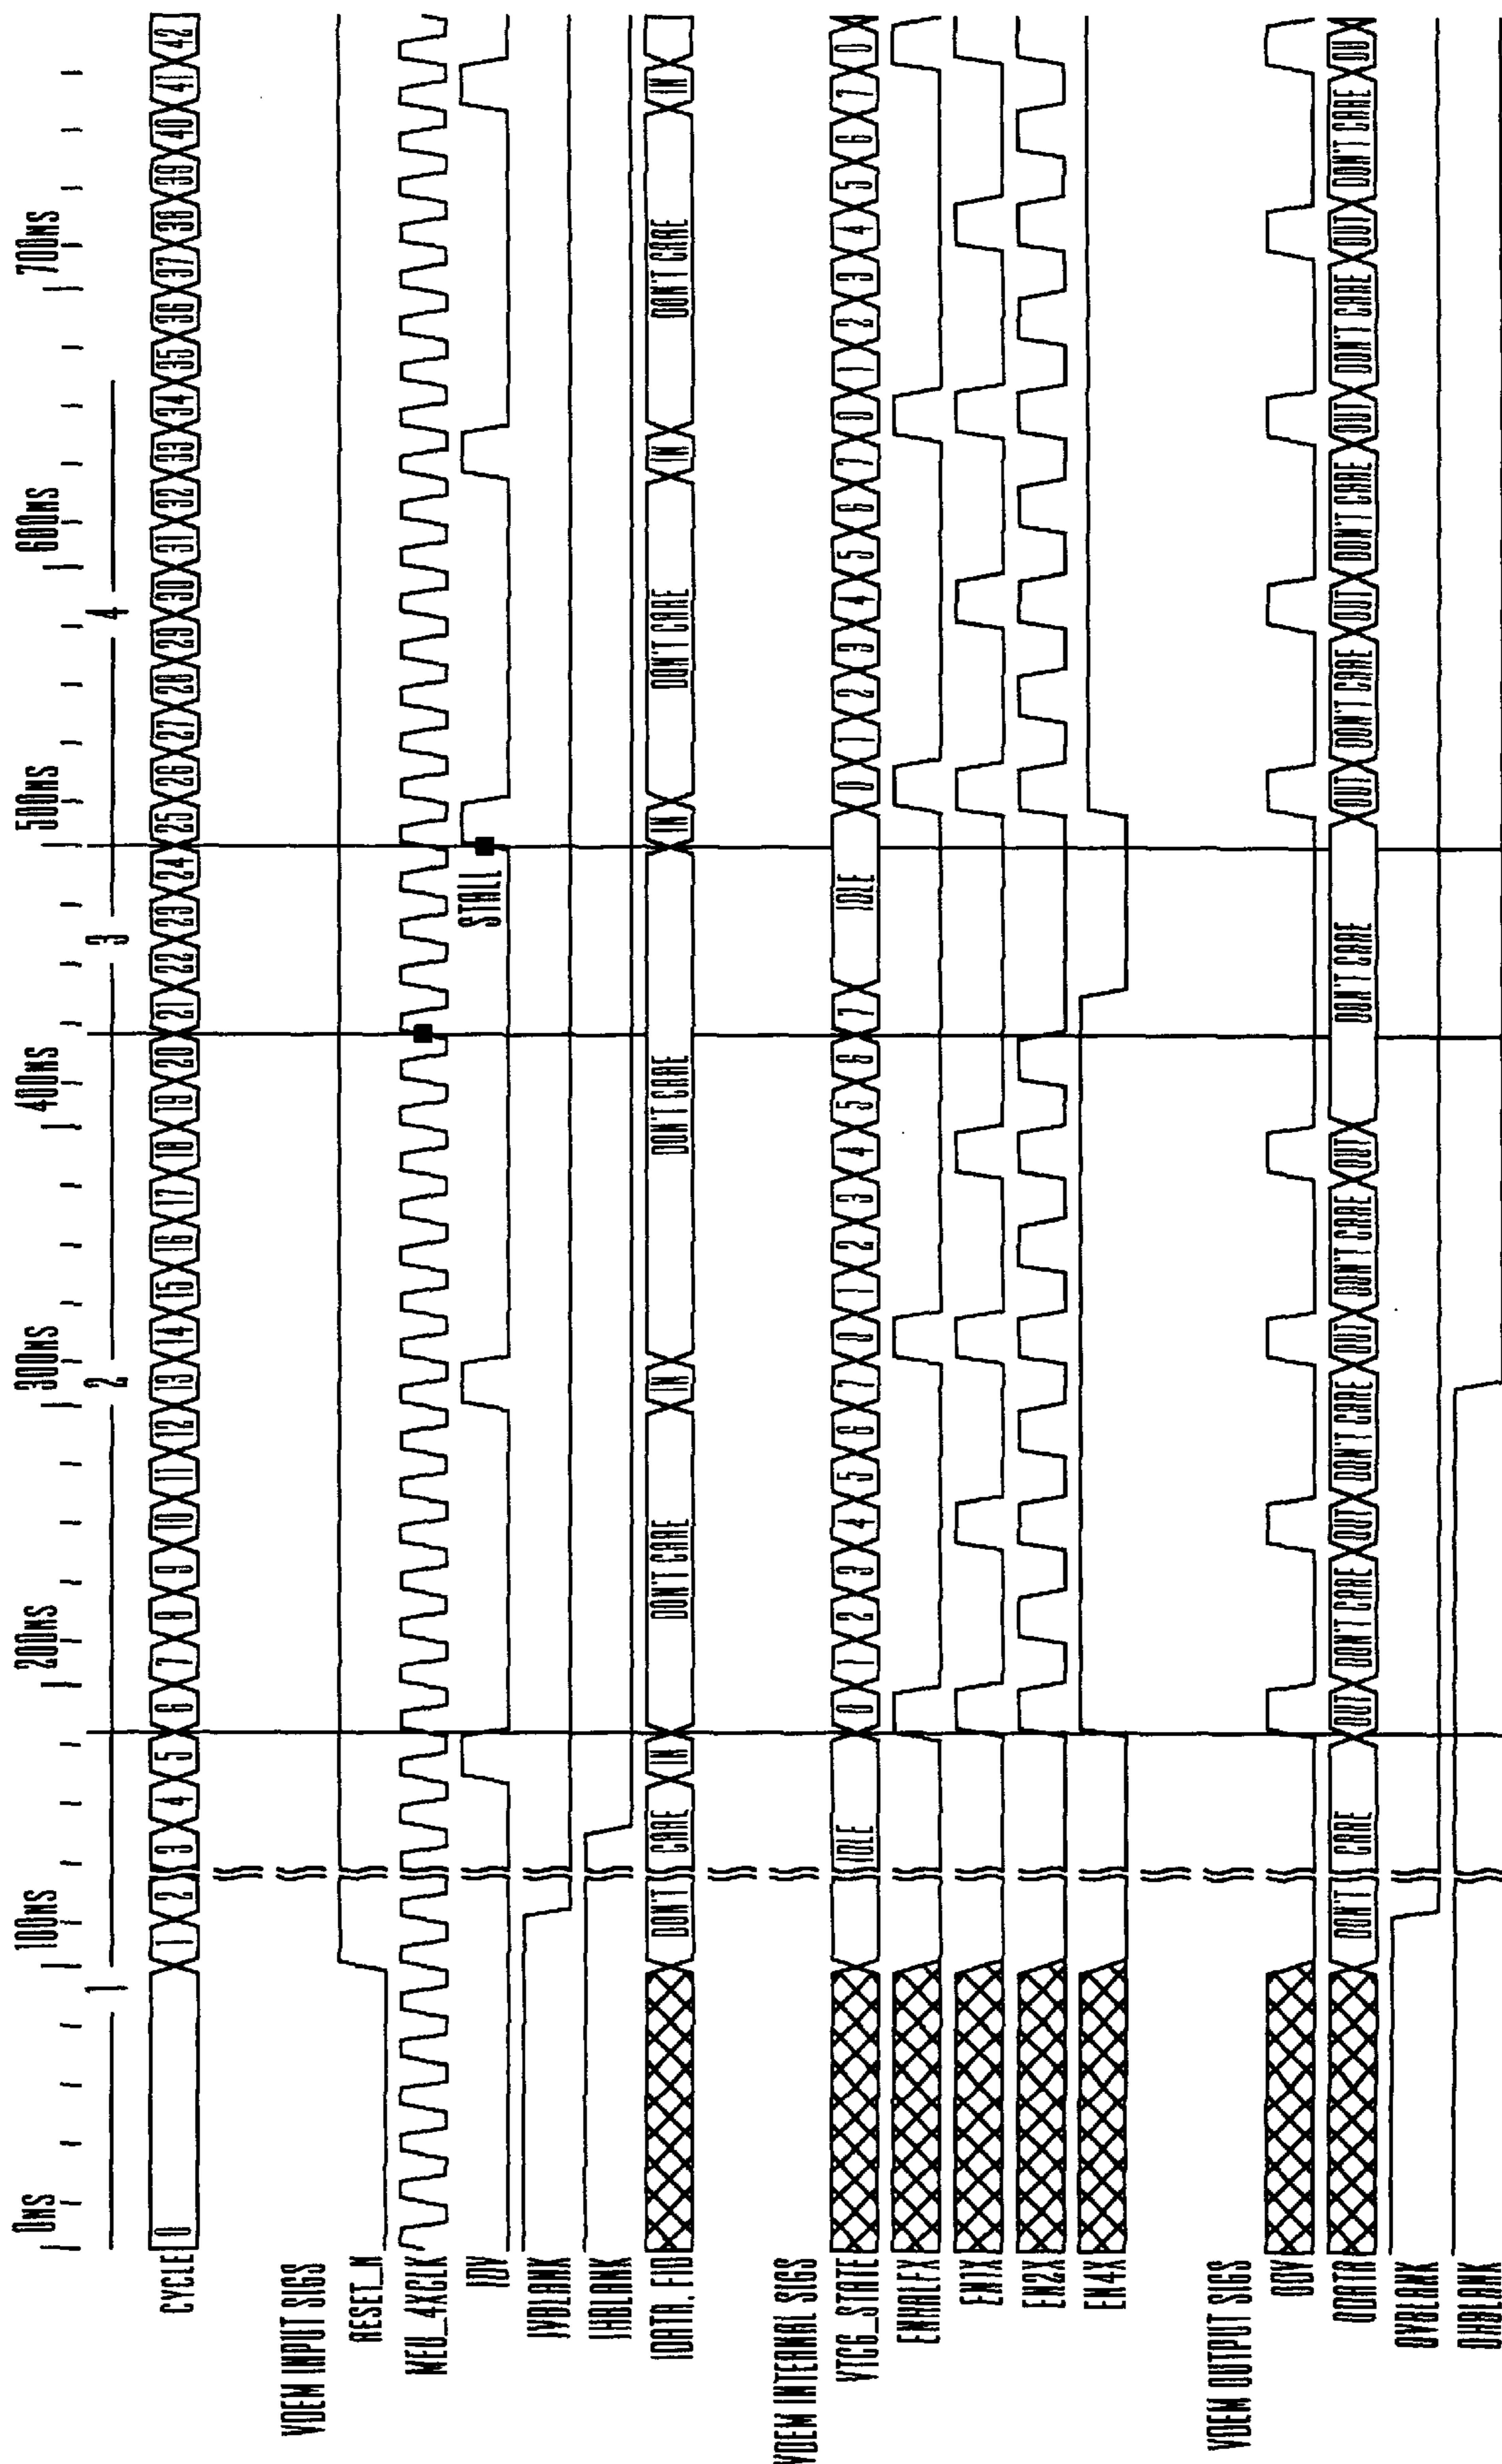 0NS 100NS 200NS 300NS 400NS 500NS 600NS 700NS
1 2 3 4
CYCLE 0 1 2 3 4 5 6 7 8 9 10 11 12 13 14 15 16 17 18 19 20 21 22 23 24 25 26 27 28 29 30 31 32 33 34 35 36 37 38 39 40 41 42
VDEM INPUT SIGS
RESET_N
MEU_4XCLK
IDV STALL
IVBLANK
IHBLANK
IDATA, FID DON'T CARE IN DON'T CARE IN DON'T CARE IN DON'T CARE IN DON'T CARE IN
VDEM INTERNAL SIGS
VTCG_STATE IDLE 0 1 2 3 4 5 6 7 0 1 2 3 4 5 6 7 IDLE 0 1 2 3 4 5 6 7 0 1 2 3 4 5 6 7 0
ENHALFX
EN1X
EN2X
EN4X
VDEM OUTPUT SIGS
ODV
ODATA DON'T CARE OUT DON'T CARE OUT DON'T CARE OUT DON'T CARE OUT DON'T CARE OUT DON'T CARE OUT DON'T CARE OUT DON'T CARE OUT DON'T CARE OU
OVBLANK
OHBLANK